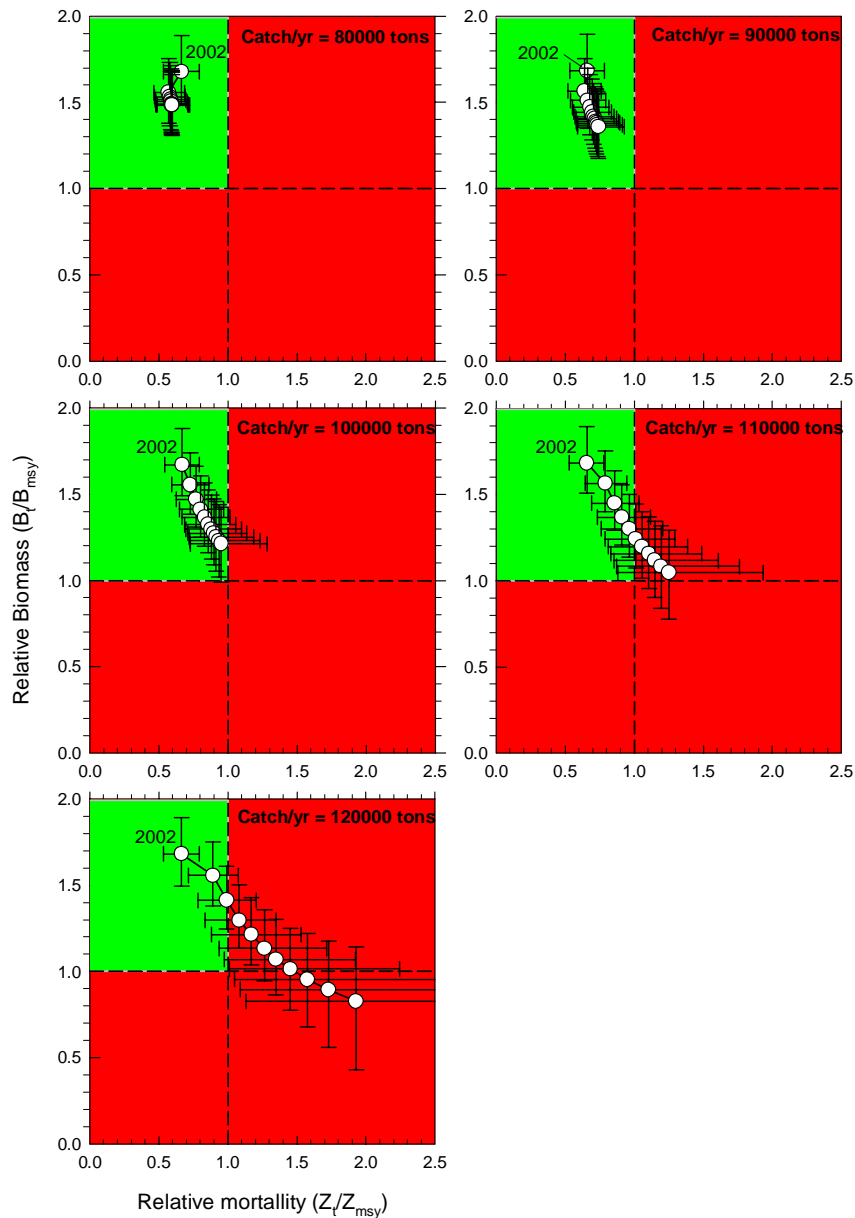 Catch/yr = 80000 tons
2002
2.0
1.5
1.0
0.5
0.0
0.0 0.5 1.0 1.5 2.0 2.5
Catch/yr = 90000 tons
2002
2.0
1.5
1.0
0.5
0.0
0.0 0.5 1.0 1.5 2.0 2.5
Relative Biomass (Bt/Bmsy)
Catch/yr = 100000 tons
2002
2.0
1.5
1.0
0.5
0.0
0.0 0.5 1.0 1.5 2.0 2.5
Catch/yr = 110000 tons
2002
2.0
1.5
1.0
0.5
0.0
0.0 0.5 1.0 1.5 2.0 2.5
Catch/yr = 120000 tons
2002
2.0
1.5
1.0
0.5
0.0
0.0 0.5 1.0 1.5 2.0 2.5
Relative mortallity (Zt/Zmsy)